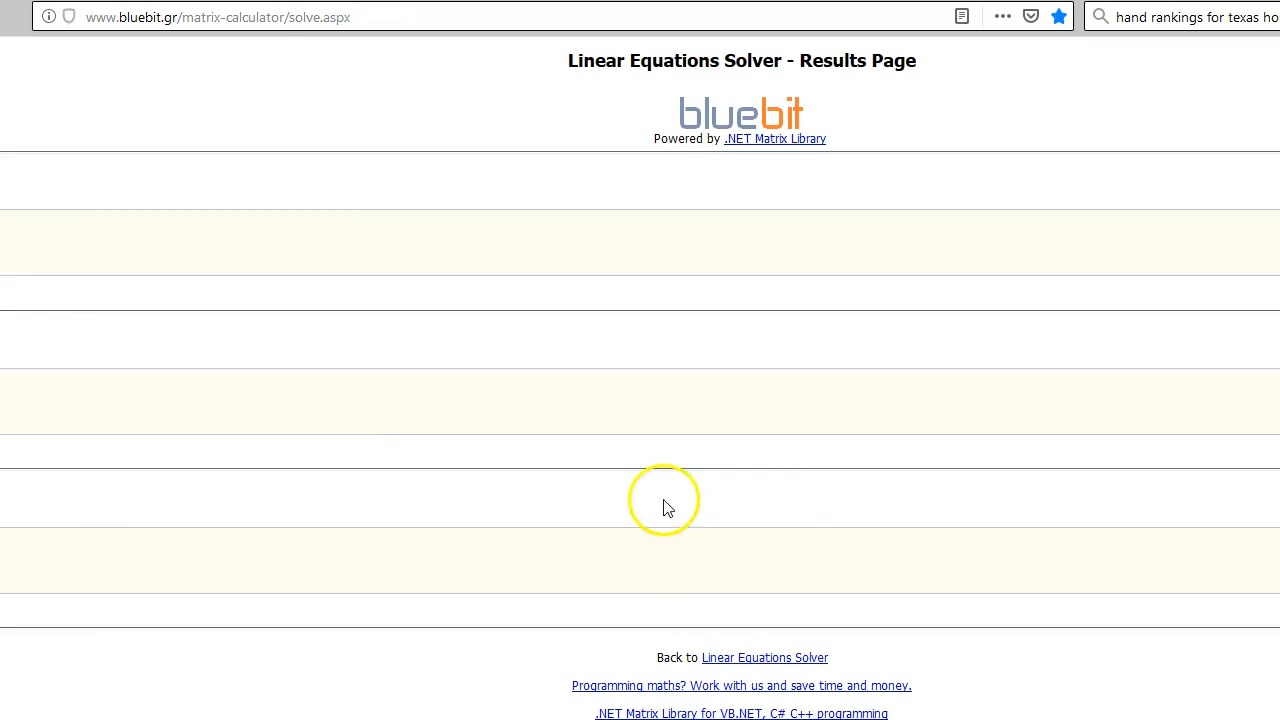 www.bluebit.gr/matrix-calculator/solve.aspx
hand rankings for texas ho
Linear Equations Solver - Results Page
bluebit
Powered by .NET Matrix Library
Back to Linear Equations Solver
Programming maths? Work with us and save time and money.
.NET Matrix Library for VB.NET, C# C++ programming